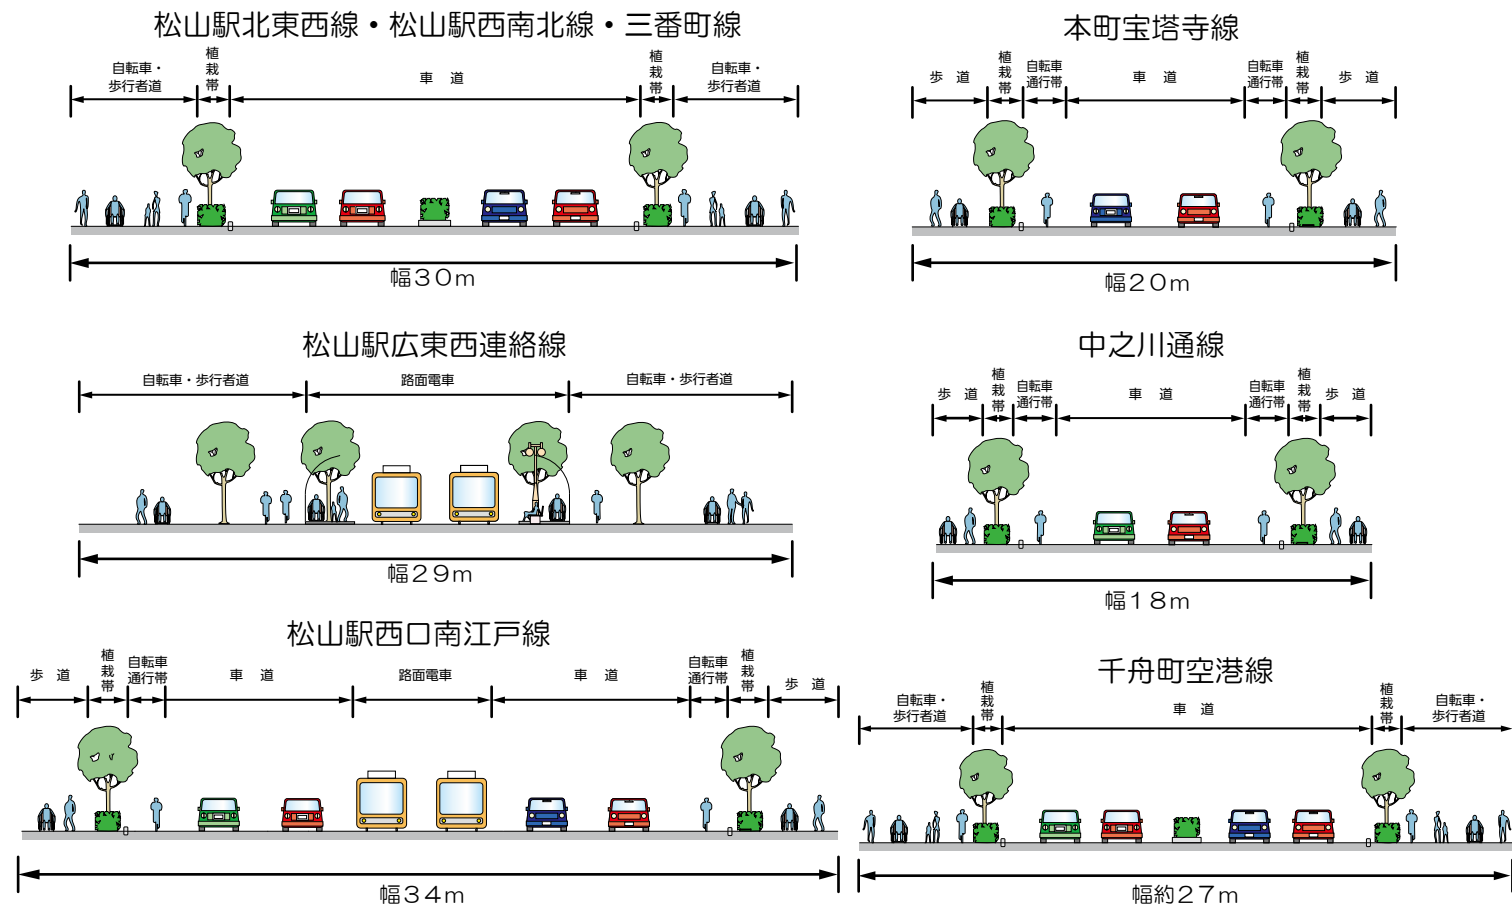 松山駅北東西線・松山駅西南北線・三番町線
自転車・
歩行者道
植栽帯
車 道
植栽帯
自転車・
歩行者道
幅30m
本町宝塔寺線
歩 道
植栽帯
自転車
通行帯
車 道
自転車
通行帯
植栽帯
歩 道
幅20m
松山駅広東西連絡線
自転車・歩行者道
路面電車
自転車・歩行者道
幅29m
中之川通線
歩 道
植栽帯
自転車
通行帯
車 道
自転車
通行帯
植栽帯
歩 道
幅18m
松山駅西口南江戸線
歩 道
植栽帯
自転車
通行帯
車 道
路面電車
車 道
自転車
通行帯
植栽帯
歩 道
幅34m
千舟町空港線
自転車・
歩行者道
植栽帯
車 道
植栽帯
自転車・
歩行者道
幅約27m